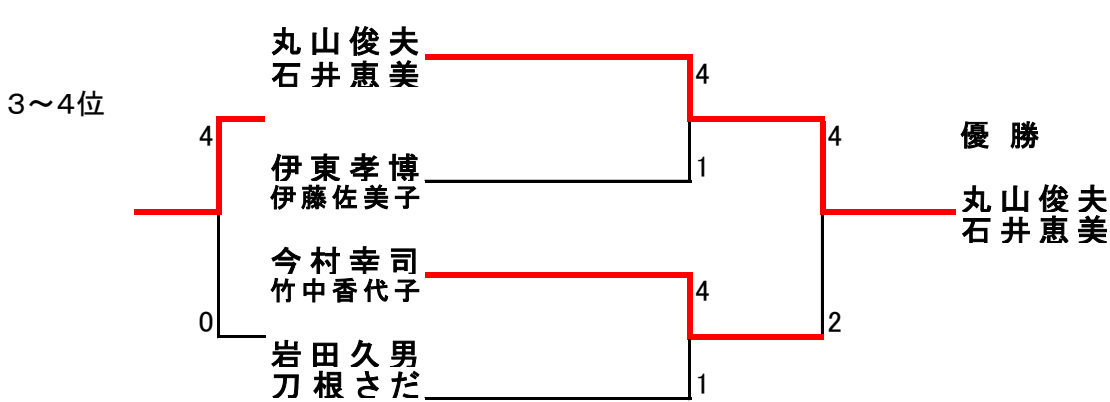 丸山俊夫
石井恵美
4
3～4位
4
優勝
4
伊東孝博
伊藤佐美子
1
丸山俊夫
石井恵美
今村幸司
竹中香代子
4
0
2
岩田久男
刀根さだ
1